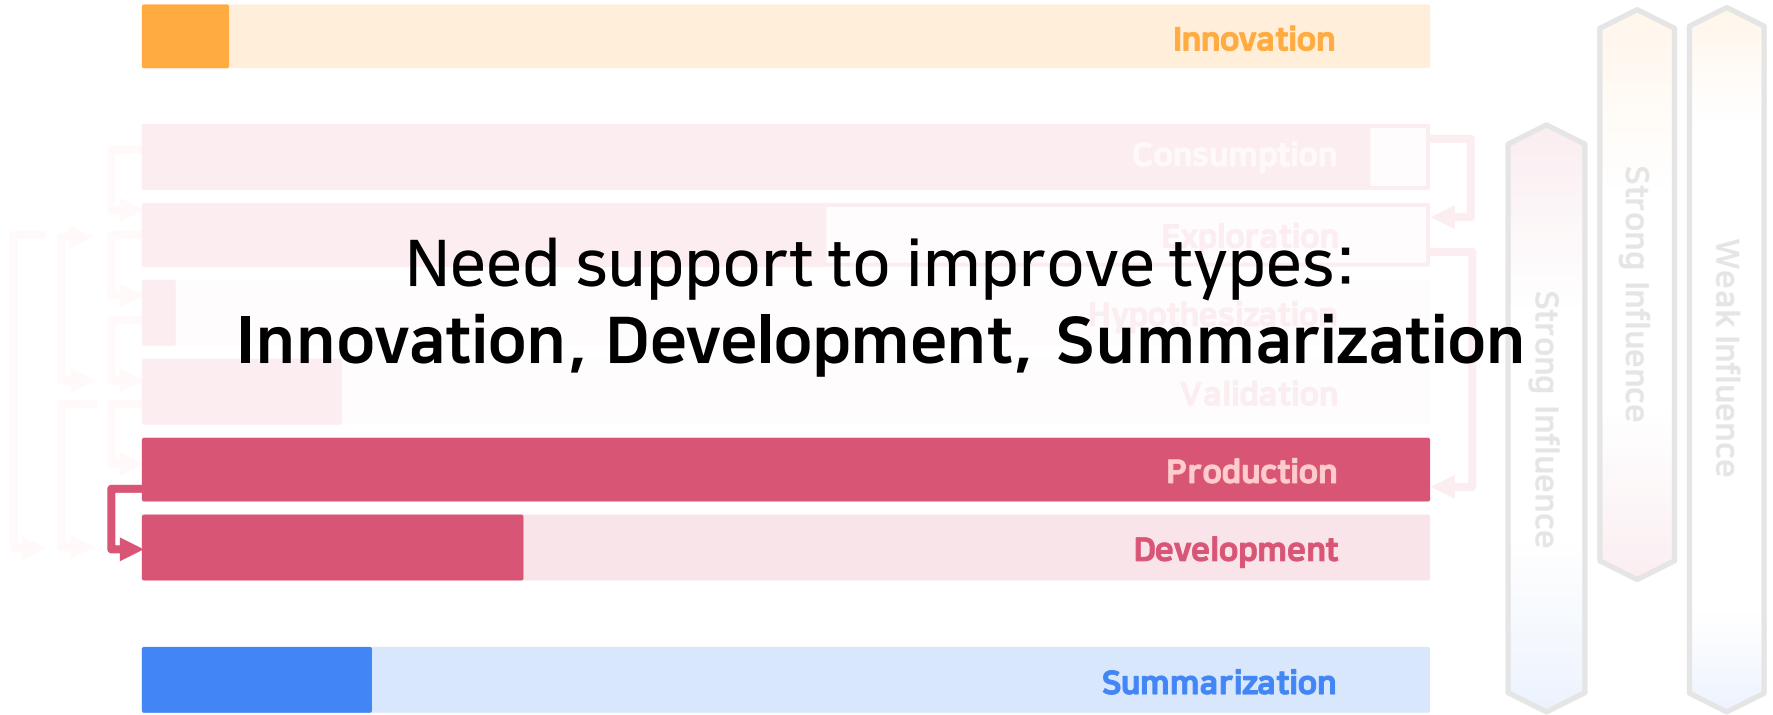 Innovation
Consumption
Exploration
Need support to improve types:
Hypothesization
Innovation, Development, Summarization
Validation
Production
Development
Summarization
Strong Influence
Strong Influence
Weak Influence